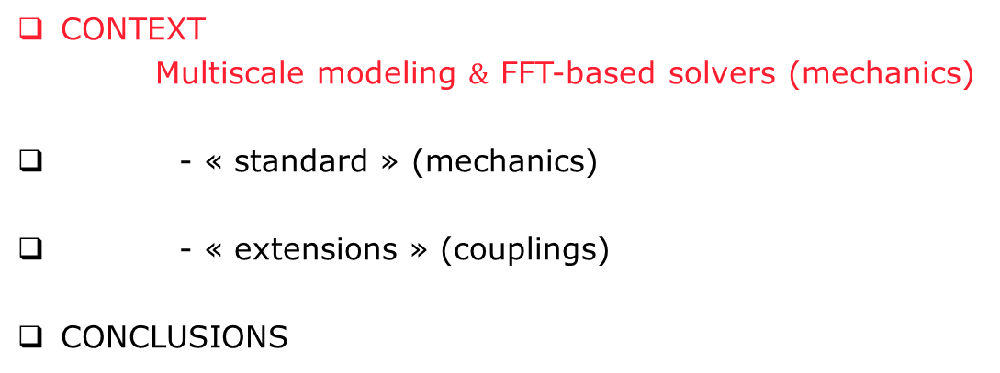 ❑ CONTEXT
Multiscale modeling & FFT-based solvers (mechanics)
❑ - « standard » (mechanics)
❑ - « extensions » (couplings)
❑ CONCLUSIONS